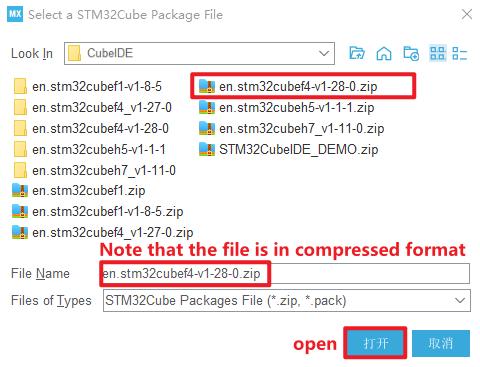 MX Select a STM32Cube Package File
Look In CubeIDE
en.stm32cubef1-v1-8-5
en.stm32cubef4_v1-27-0
en.stm32cubef4-v1-28-0
en.stm32cubeh5-v1-1-1
en.stm32cubeh7_v1-11-0
en.stm32cubef1.zip
en.stm32cubef1-v1-8-5.zip
en.stm32cubef4_v1-27-0.zip
en.stm32cubef4-v1-28-0.zip
en.stm32cubeh5-v1-1-1.zip
en.stm32cubeh7_v1-11-0.zip
STM32CubeIDE_DEMO.zip
Note that the file is in compressed format
File Name en.stm32cubef4-v1-28-0.zip
Files of Types STM32Cube Packages File (*.zip, *.pack)
open 打开 取消